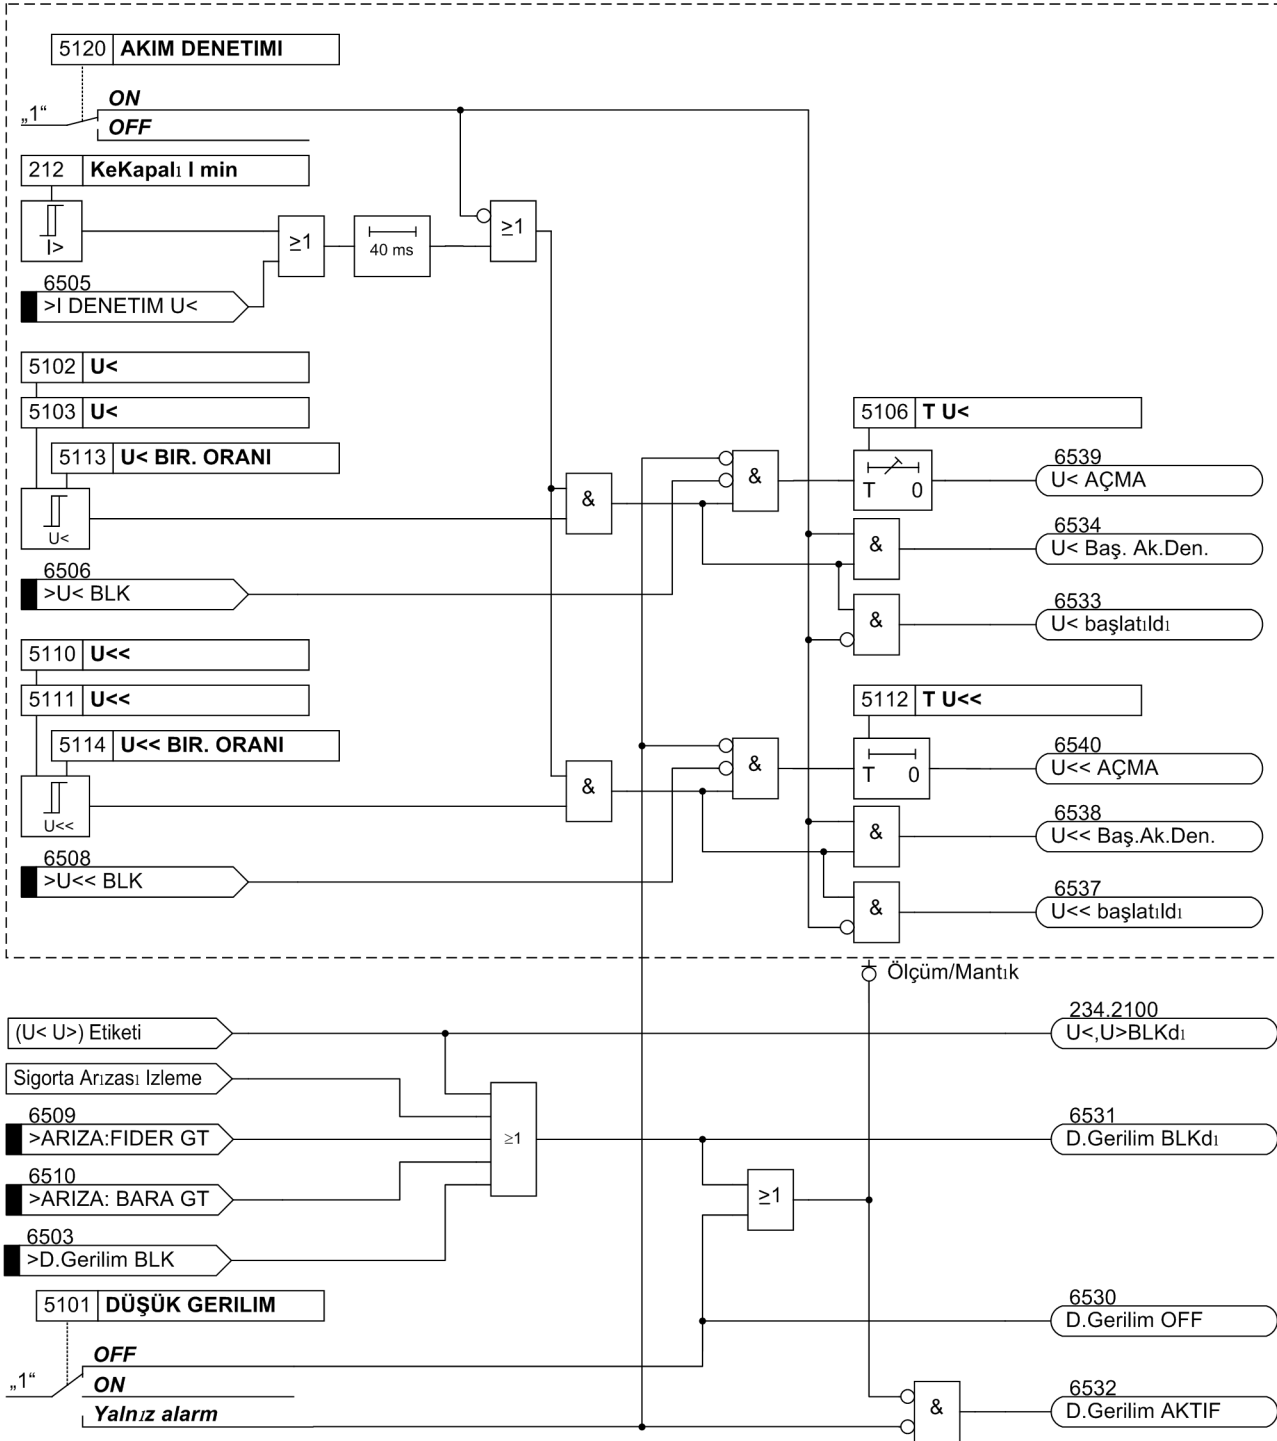 5120 AKIM DENETIMI
ON
„1“
OFF
212 KeKapalı I min
I>
≥1
40 ms
≥1
6505
>I DENETIM U<
5102 U<
5103 U<
5113 U< BIR. ORANI
U<
&
&
5106 T U<
T 0
6539
U< AÇMA
6534
& U< Baş. Ak.Den.
6506
>U< BLK
6533
& U< başlatıldı
5110 U<<
5111 U<<
5114 U<< BIR. ORANI
U<<
&
&
5112 T U<<
T 0
6540
U<< AÇMA
6538
& U<< Baş.Ak.Den.
6508
>U<< BLK
6537
& U<< başlatıldı
Ölçüm/Mantık
(U< U>) Etiketi
234.2100
U<,U>BLKdı
Sigorta Arızası Izleme
6509
>ARIZA:FIDER GT
≥1
6531
D.Gerilim BLKdı
6510
>ARIZA: BARA GT
≥1
6503
>D.Gerilim BLK
5101 DÜŞÜK GERILIM
6530
D.Gerilim OFF
OFF
„1“
ON
Yalnız alarm
&
6532
D.Gerilim AKTIF